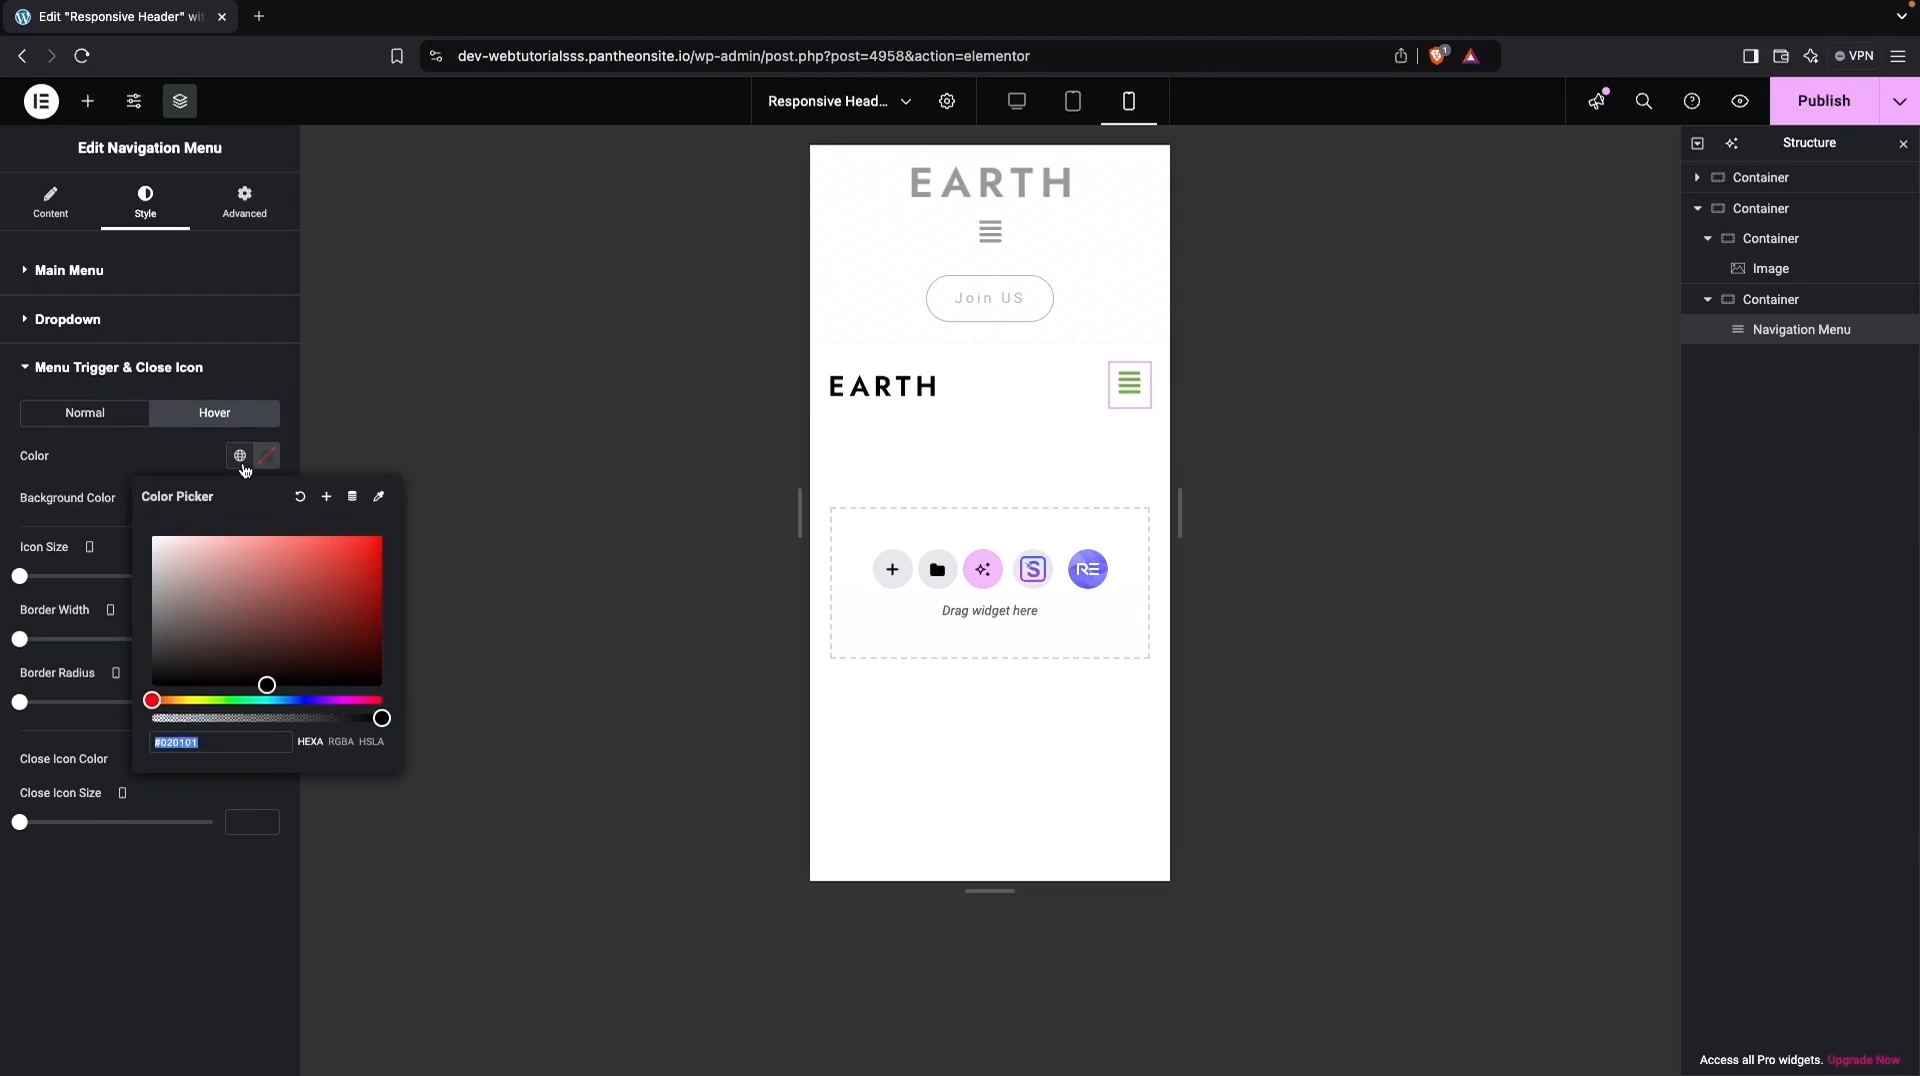 Edit "Responsive Header" wit
dev-webtutorialsss.pantheonsite.io/wp-admin/post.php?post=4958&action=elementor
1
VPN
Responsive Head...
Publish
Edit Navigation Menu
Content
Style
Advanced
Main Menu
Dropdown
Menu Trigger & Close Icon
Normal
Hover
Color
Background Color
Color Picker
Icon Size
Border Width
Border Radius
#020101
HEXA RGBA HSLA
Close Icon Color
Close Icon Size
EARTH
Join US
EARTH
S
RE
Drag widget here
Structure
Container
Container
Container
Image
Container
Navigation Menu
Access all Pro widgets. Upgrade Now